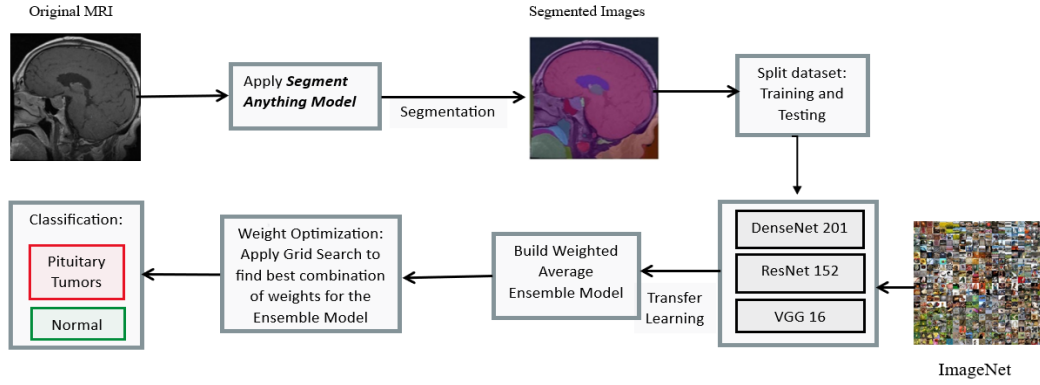 Original MRI
Segmented Images
Apply Segment
Anything Model
Segmentation
Split dataset:
Training and
Testing
DenseNet 201
ResNet 152
VGG 16
ImageNet
Transfer
Learning
Build Weighted
Average
Ensemble Model
Weight Optimization:
Apply Grid Search to
find best combination
of weights for the
Ensemble Model
Classification:
Pituitary
Tumors
Normal